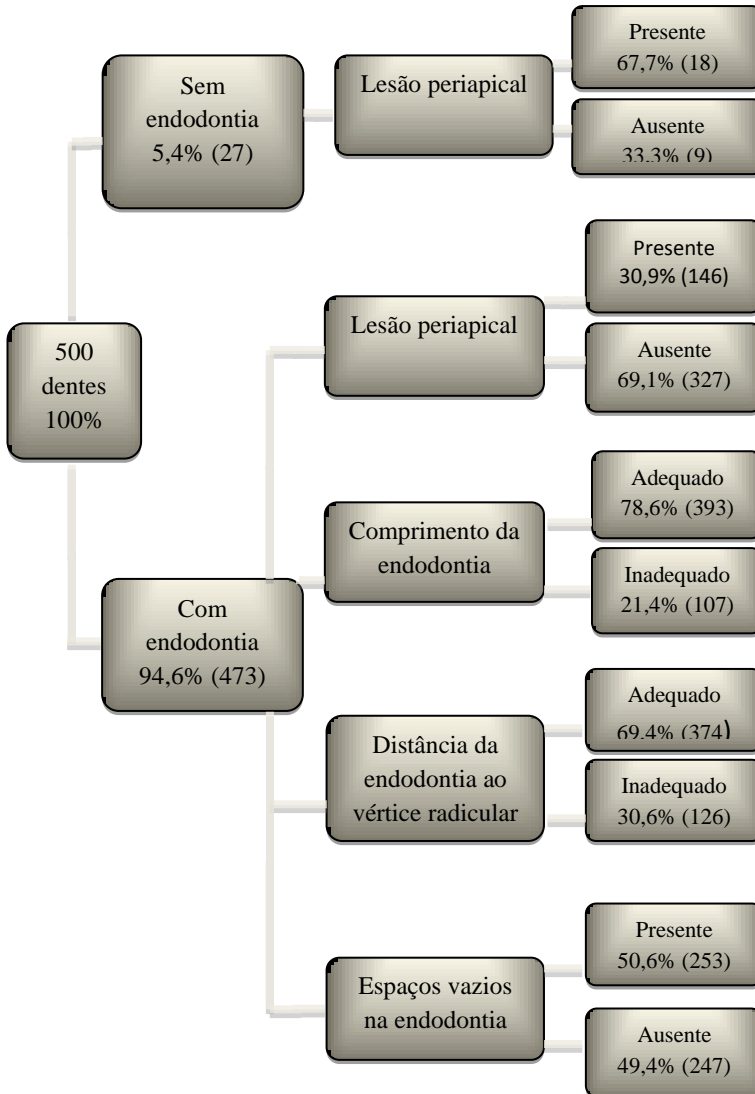 500
dentes
100%
Sem
endodontia
5,4% (27)
Lesão periapical
Presente
67,7% (18)
Ausente
33,3% (9)
Com
endodontia
94,6% (473)
Lesão periapical
Presente
30,9% (146)
Ausente
69,1% (327)
Comprimento da
endodontia
Adequado
78,6% (393)
Inadequado
21,4% (107)
Distância da
endodontia ao
vértice radicular
Adequado
69,4% (374)
Inadequado
30,6% (126)
Espaços vazios
na endodontia
Presente
50,6% (253)
Ausente
49,4% (247)